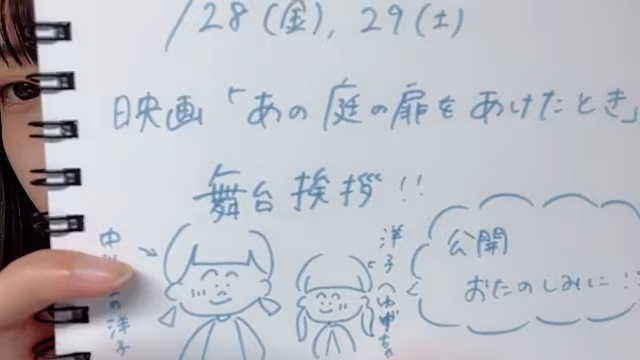 /28(金),29(土)
映画「あの庭の扉をあけたとき」
舞台挨拶!!
公開
おたのしみに!!
洋子
の洋子